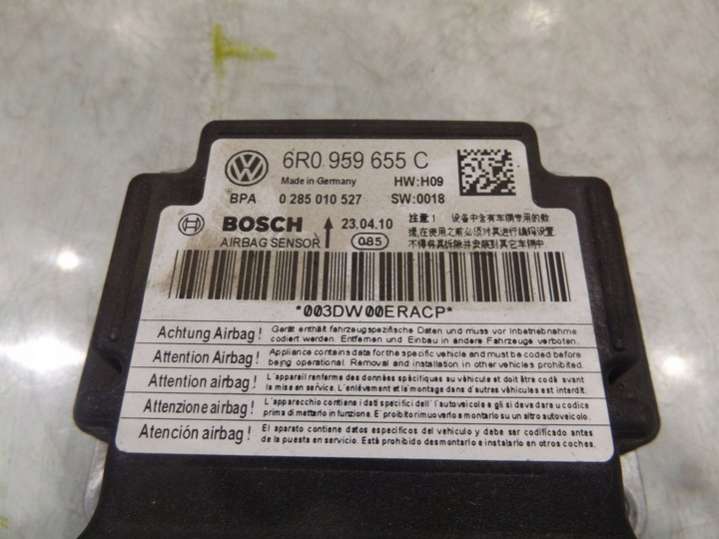 6R0 959 655 C
Made in Germany HW:H09
BPA 0 285 010 527 SW:0018
BOSCH 23.04.10
AIRBAG SENSOR 085
注意！ 设备中含有车辆专用的数
据,在使用之前必须对其进行编码设置
不得将其拆除并安装到其它车辆中.
*003DW00ERACP*
Achtung Airbag! Gerät enthält fahrzeugspezifische Daten und muss vor Inbetriebnahme
codiert werden. Entfernen und Einbau in andere Fahrzeuge verboten.
Attention Airbag! Appliance contains data for the specific vehicle and must be coded before
being operational. Removal and installation in other vehicles prohibited.
Attention airbag! L'appareil renferme des données spécifiques au véhicule et doit être codé avant
la mise en service. L'enlèvement et la montage dans d'autres véhicules est interdit.
Attenzione airbag! L'apparecchio contiene i dati specifici dell'autoveicolo e gli si deve dare u codice
prima di metterlo in funzione. E' proibito rimuoverlo e montarlo su un altro autoveicolo.
Atención airbag! El aparato contiene datos específicos del vehículo y debe ser codificado antes
de la puesta en servicio. Está prohibido desmontarlo e instalarlo en otros coches.